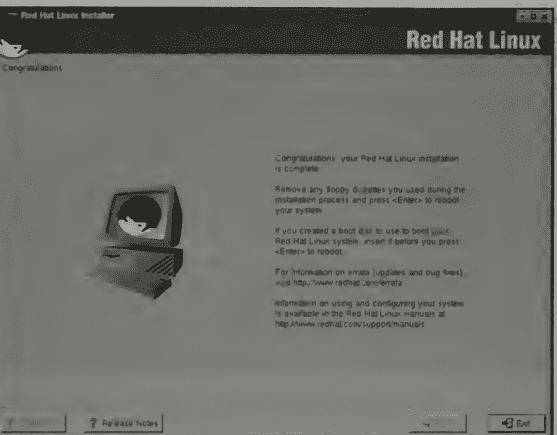 Red Hat Linux Installer
Red Hat Linux
Congratulations
Congratulations, your Red Hat Linux installation
is complete.
Remove any floppy diskettes you used during the
installation process and press <Enter> to reboot
your system.
If you created a boot disk to use to boot your
Red Hat Linux system, insert it before you press
<Enter> to reboot.
For information on errata (updates and bug fixes),
visit http://www.redhat.com/errata
Information on using and configuring your system
is available in the Red Hat Linux manuals at
http://www.redhat.com/support/manuals
? Release Notes
Exit